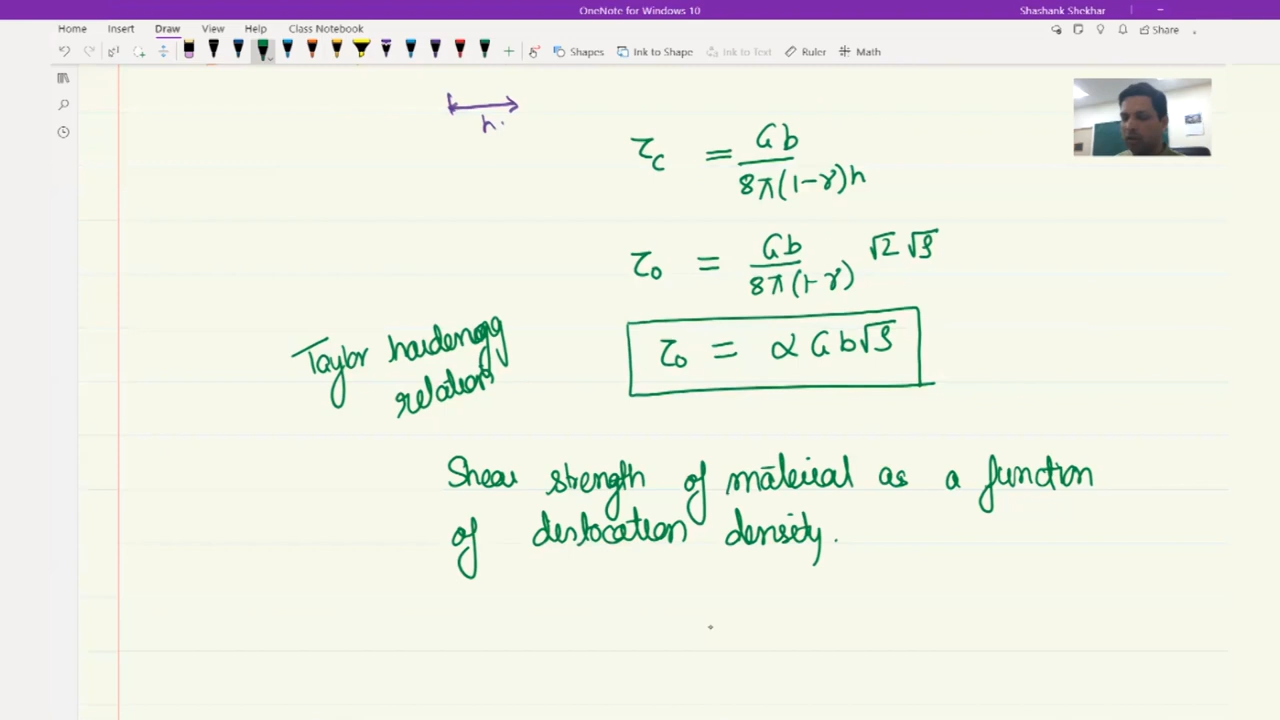 OneNote for Windows 10
Shashank Shekhar
Home Insert Draw View Help Class Notebook
Share
Shapes Ink to Shape Ink to Text Ruler Math
h.
τc = Gb / 8π(1-γ)h
τ0 = Gb / 8π(1-γ) √2 √ρ
τ0 = α G b √ρ
Taylor hardening
relation
Shear strength of material as a function
of dislocation density.